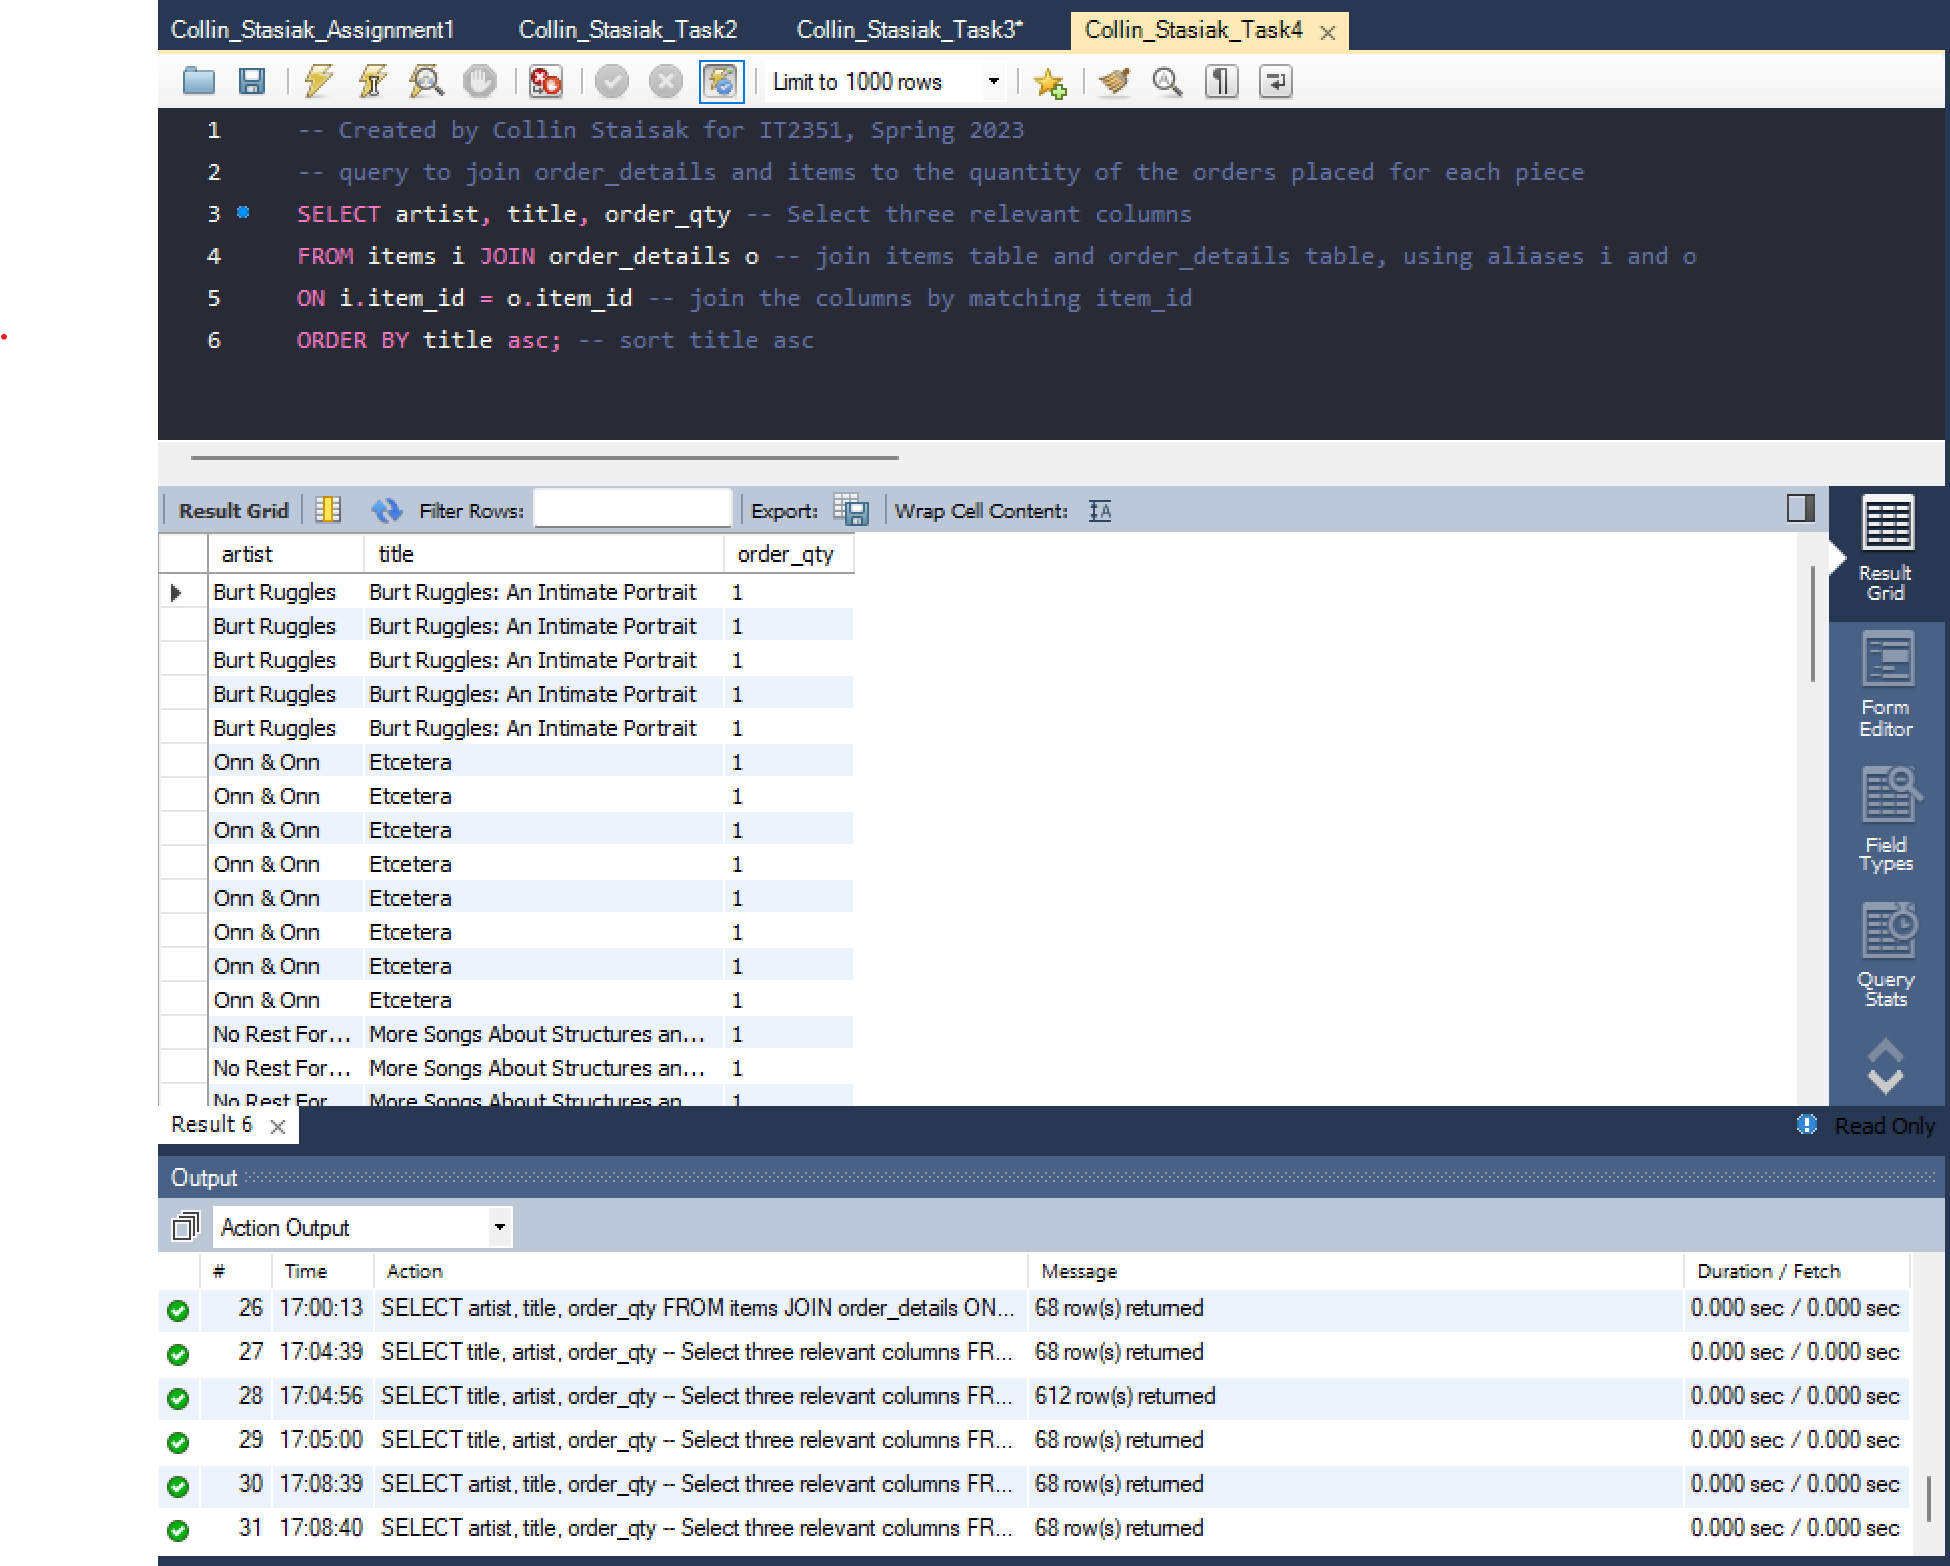 Collin_Stasiak_Assignment1 Collin_Stasiak_Task2 Collin_Stasiak_Task3* Collin_Stasiak_Task4
Limit to 1000 rows
1 -- Created by Collin Staisak for IT2351, Spring 2023
2 -- query to join order_details and items to the quantity of the orders placed for each piece
3 SELECT artist, title, order_qty -- Select three relevant columns
4 FROM items i JOIN order_details o -- join items table and order_details table, using aliases i and o
5 ON i.item_id = o.item_id -- join the columns by matching item_id
6 ORDER BY title asc; -- sort title asc
Result Grid Filter Rows: Export: Wrap Cell Content:
artist title order_qty
Burt Ruggles Burt Ruggles: An Intimate Portrait 1
Burt Ruggles Burt Ruggles: An Intimate Portrait 1
Burt Ruggles Burt Ruggles: An Intimate Portrait 1
Burt Ruggles Burt Ruggles: An Intimate Portrait 1
Burt Ruggles Burt Ruggles: An Intimate Portrait 1
Onn & Onn Etcetera 1
Onn & Onn Etcetera 1
Onn & Onn Etcetera 1
Onn & Onn Etcetera 1
Onn & Onn Etcetera 1
Onn & Onn Etcetera 1
Onn & Onn Etcetera 1
Onn & Onn Etcetera 1
No Rest For... More Songs About Structures an... 1
No Rest For... More Songs About Structures an... 1
No Rest For... More Songs About Structures an... 1
Result
Grid
Form
Editor
Field
Types
Query
Stats
Result 6 Read Only
Output
Action Output
# Time Action Message Duration / Fetch
26 17:00:13 SELECT artist, title, order_qty FROM items JOIN order_details ON... 68 row(s) returned 0.000 sec / 0.000 sec
27 17:04:39 SELECT title, artist, order_qty -- Select three relevant columns FR... 68 row(s) returned 0.000 sec / 0.000 sec
28 17:04:56 SELECT title, artist, order_qty -- Select three relevant columns FR... 612 row(s) returned 0.000 sec / 0.000 sec
29 17:05:00 SELECT title, artist, order_qty -- Select three relevant columns FR... 68 row(s) returned 0.000 sec / 0.000 sec
30 17:08:39 SELECT artist, title, order_qty -- Select three relevant columns FR... 68 row(s) returned 0.000 sec / 0.000 sec
31 17:08:40 SELECT artist, title, order_qty -- Select three relevant columns FR... 68 row(s) returned 0.000 sec / 0.000 sec